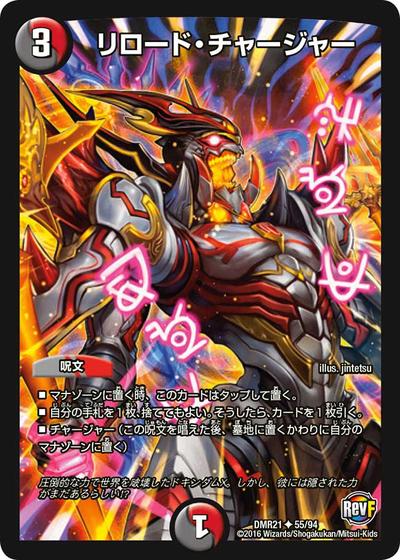 3
リロード・チャージャー
呪文
illus. jintetsu
■マナゾーンに置く時、このカードはタップして置く。
■自分の手札を1枚、捨ててもよい。そうしたら、カードを1枚引く。
■チャージャー(この呪文を唱えた後、墓地に置くかわりに自分の
マナゾーンに置く)
圧倒的な力で世界を破壊したドキンダムX。しかし、彼には隠された力
がまだあるらしい!?
1
DMR21 ◆ 55/94
©2016 Wizards/Shogakukan/Mitsui-Kids
RevF